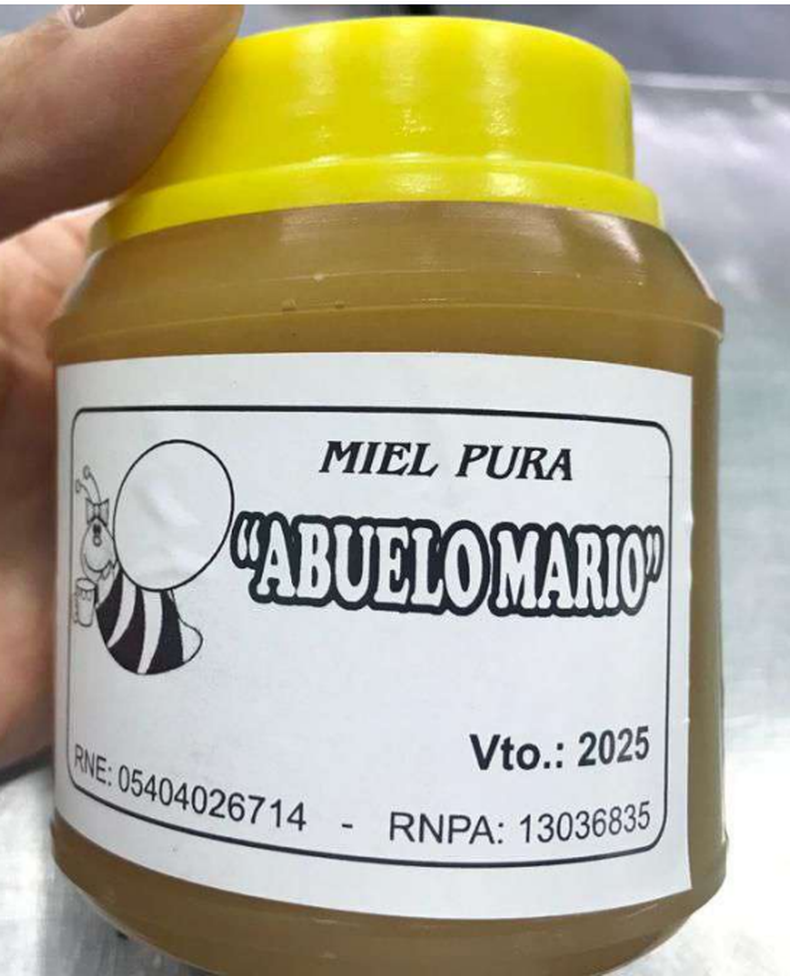 MIEL PURA
"ABUELO MARIO"
Vto.: 2025
RNE: 05404026714 - RNPA: 13036835